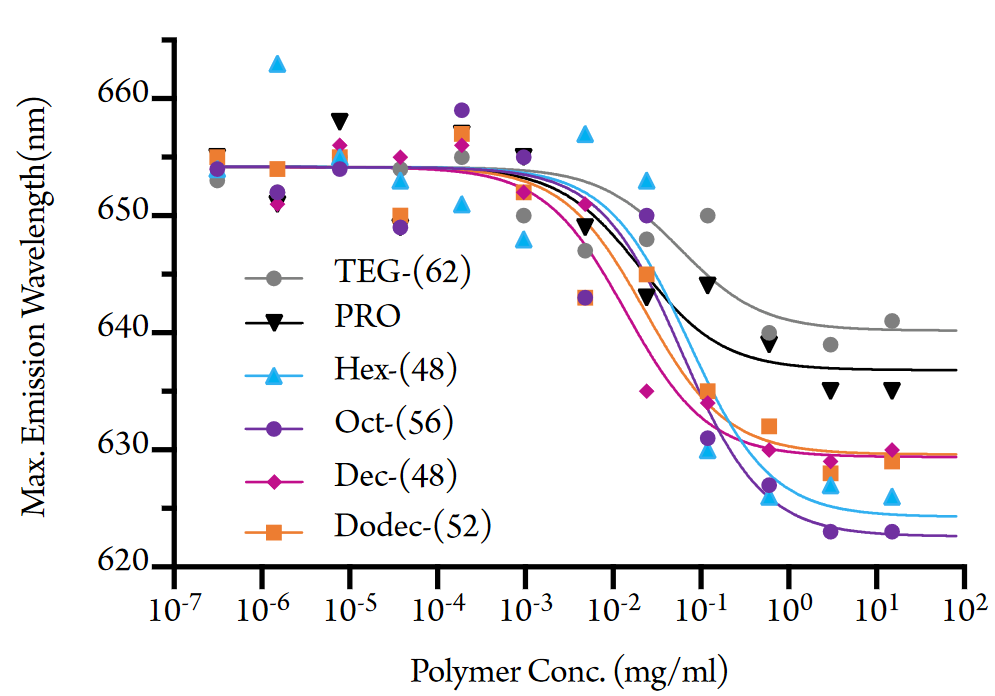 Max. Emission Wavelength(nm)
660
650
640
630
620
TEG-(62)
PRO
Hex-(48)
Oct-(56)
Dec-(48)
Dodec-(52)
10-7 10-6 10-5 10-4 10-3 10-2 10-1 100 101 102
Polymer Conc. (mg/ml)